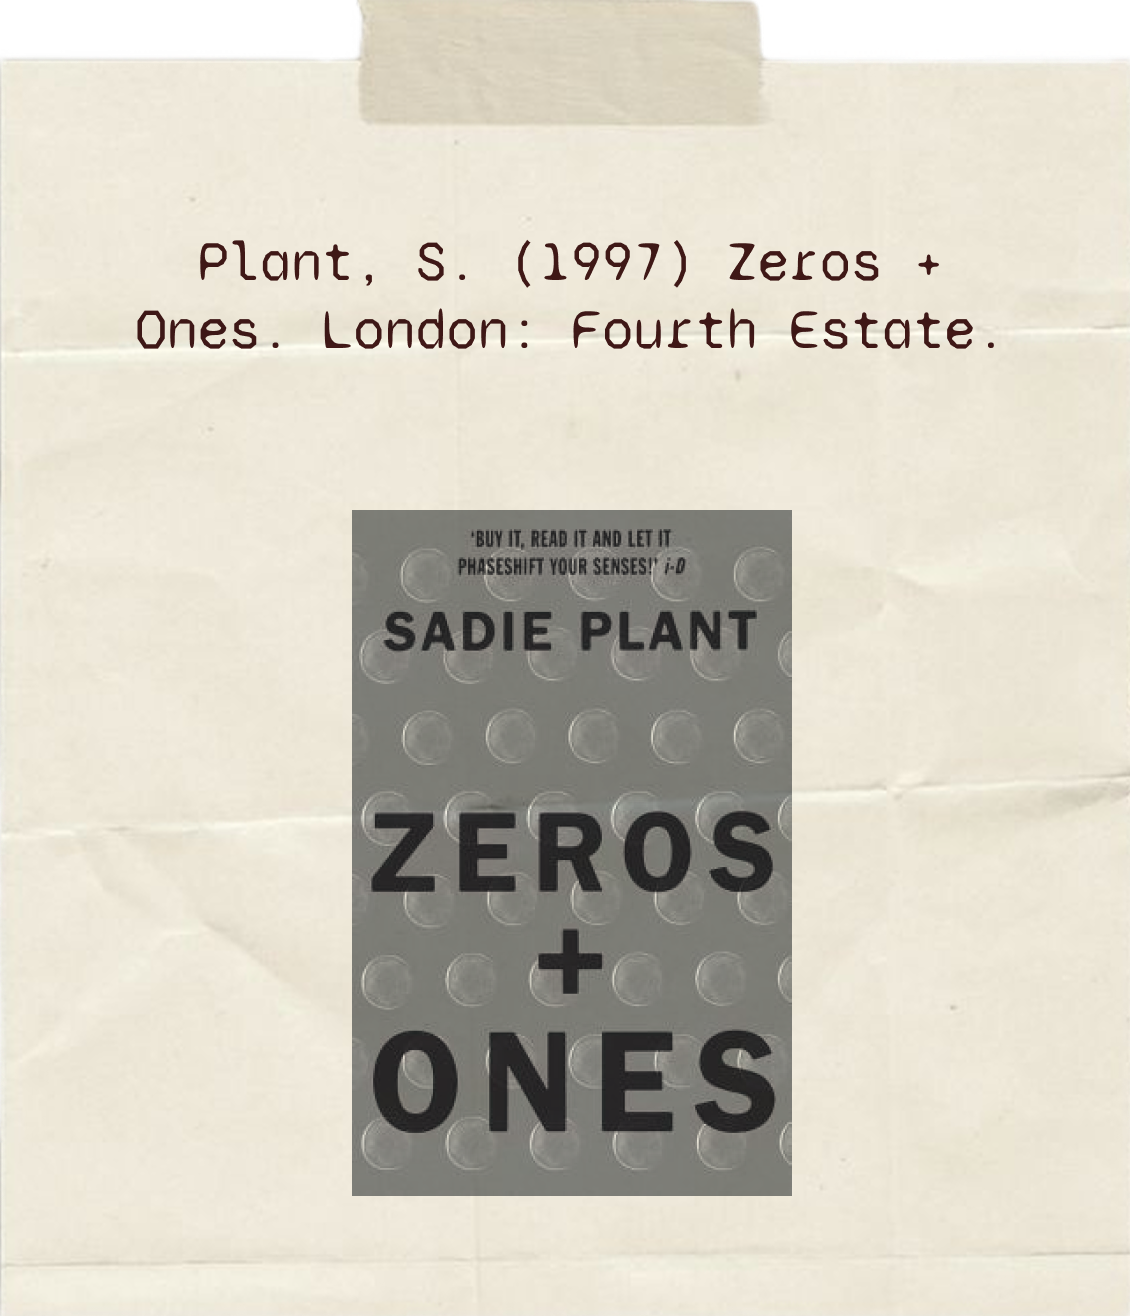 Plant, S. (1997) Zeros +
Ones. London: Fourth Estate.
'BUY IT, READ IT AND LET IT
PHASESHIFT YOUR SENSES!' i-D
SADIE PLANT
ZEROS
+
ONES